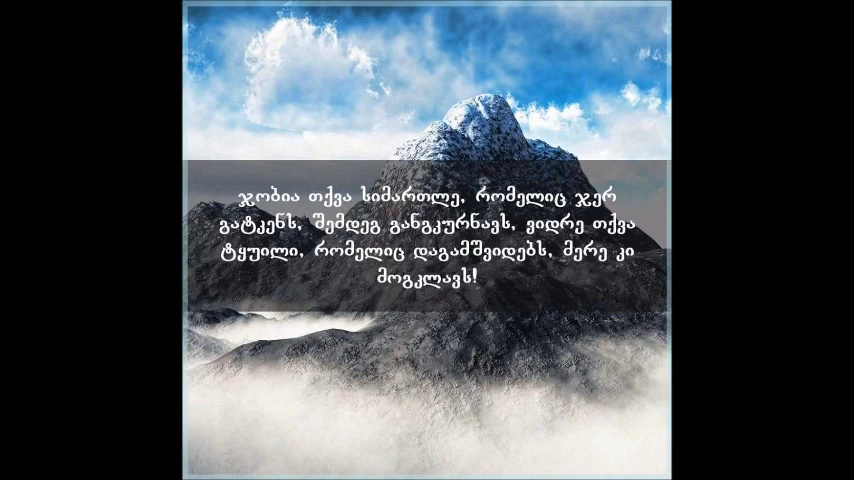 ჯობია თქვა სიმართლე, რომელიც ჯერ
გატკენს, შემდეგ განგკურნავს, ვიდრე თქვა
ტყუილი, რომელიც დაგამშვიდებს, მერე კი
მოგკლავს!